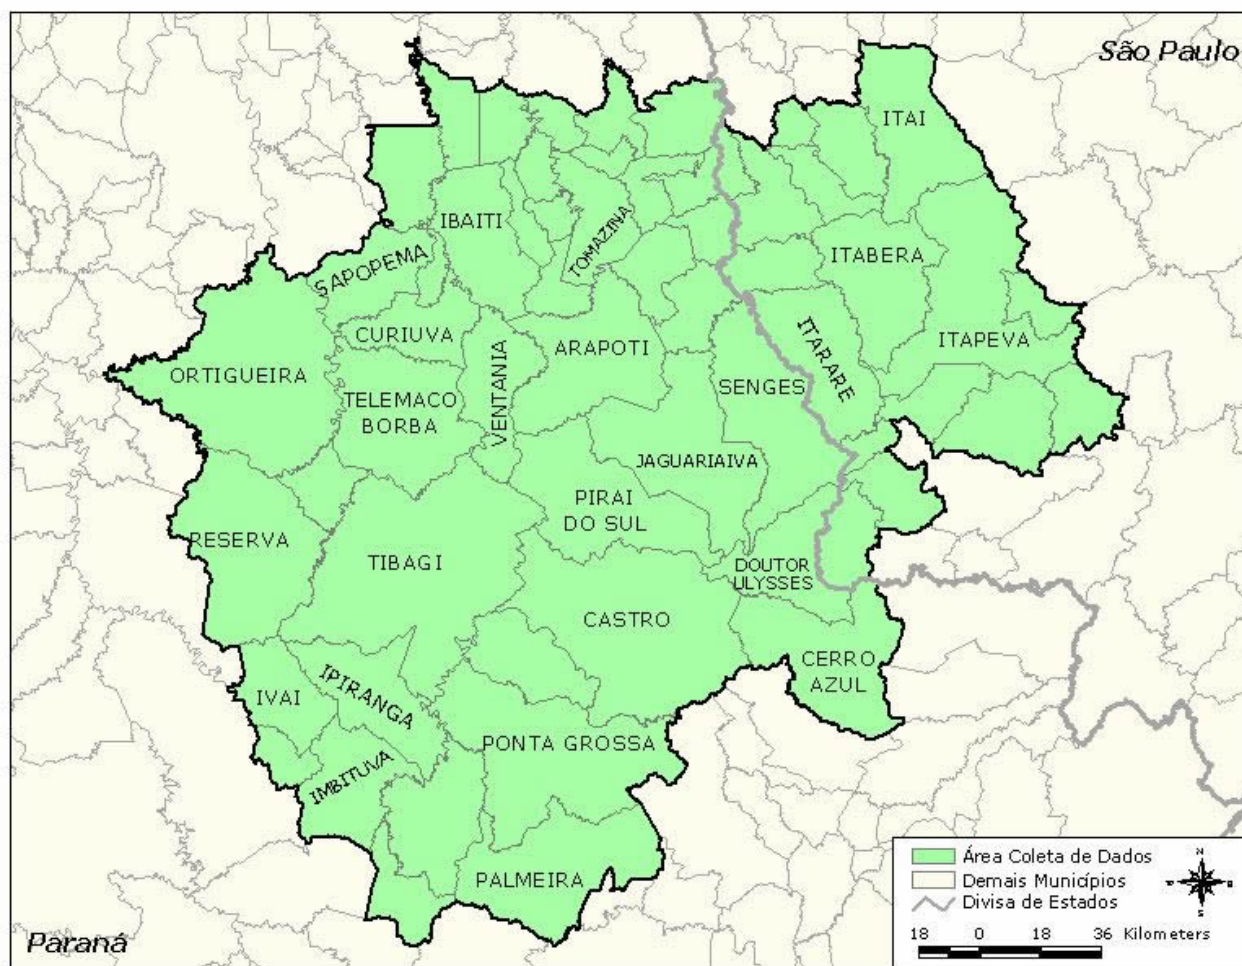 São Paulo
ITAI
IBAITI
TOMAZINA
SAPOPEMA
ITABERA
CURIUVA
VENTANIA
ARAPOTI
ITARARE
ITAPEVA
ORTIGUEIRA
TELEMACO
BORBA
SENGES
JAGUARIAIVA
PIRAI
DO SUL
RESERVA
TIBAGI
DOUTOR
ULYSSES
CASTRO
CERRO
AZUL
IVAI
IPIRANGA
PONTA GROSSA
IMBITUVA
PALMEIRA
Paraná
Área Coleta de Dados
Demais Municípios
Divisa de Estados
N
S
18 0 18 36 Kilometers